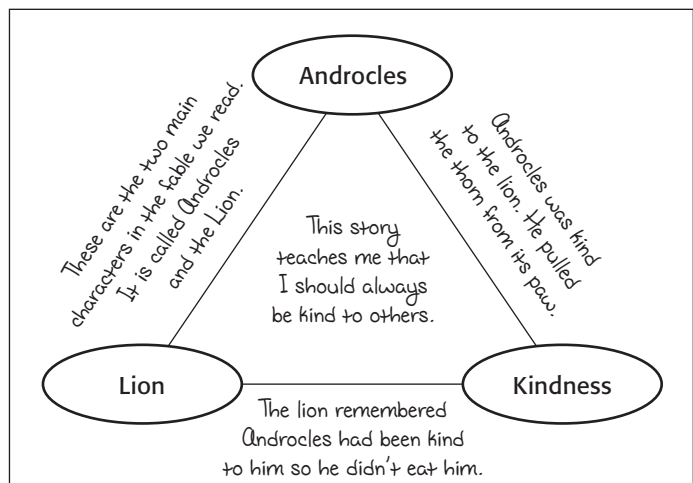 Androcles
These are the two main
characters in the fable we read.
It is called Androcles
and the Lion.
Androcles was kind
to the lion. He pulled
the thorn from its paw.
This story
teaches me that
I should always
be kind to others.
Lion
Kindness
The lion remembered
Androcles had been kind
to him so he didn't eat him.